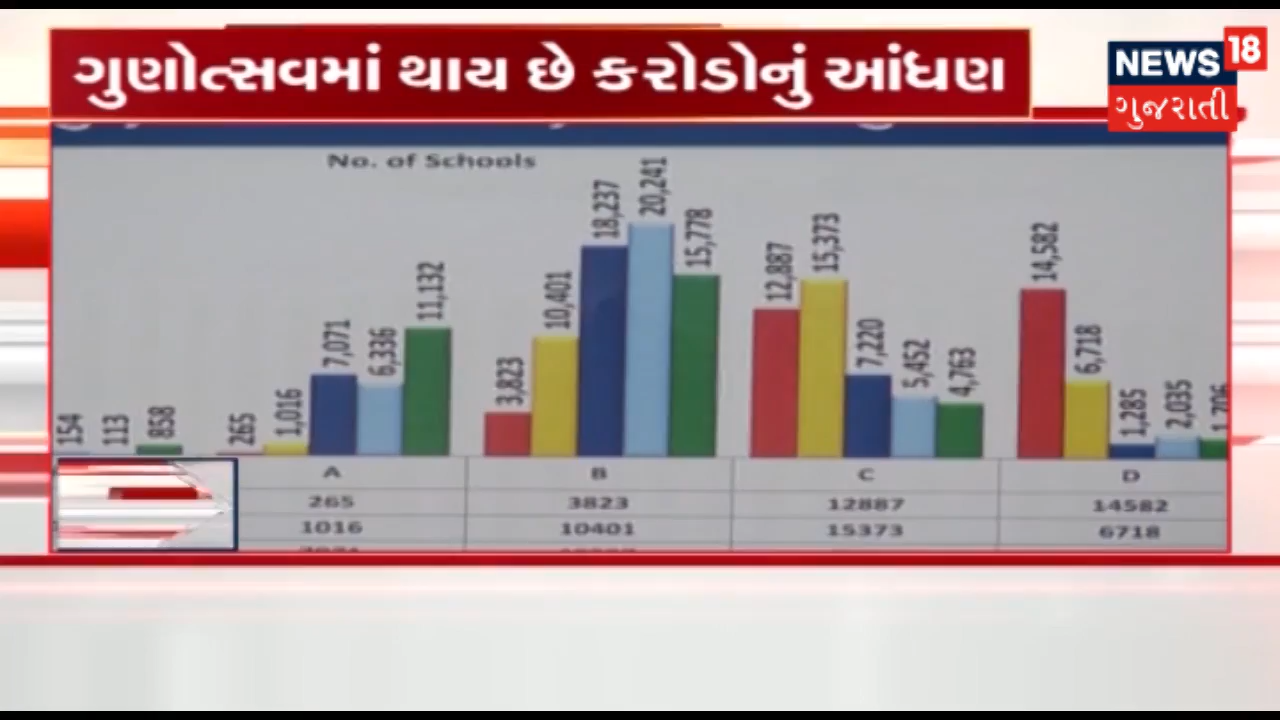 ગુણોત્સવમાં થાય છે કરોડોનું આંધણ
NEWS 18
ગુજરાતી
No. of Schools
154 113 858 265 1,016 7,071 6,336 11,132 3,823 10,401 18,237 20,241 15,778 12,887 15,373 7,220 5,452 4,763 14,582 6,718 1,285 2,035 1,706
A B C D
265 3823 12887 14582
1016 10401 15373 6718